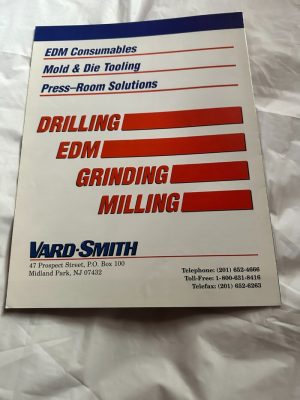 EDM Consumables
Mold & Die Tooling
Press–Room Solutions
DRILLING
EDM
GRINDING
MILLING
VARD-SMITH
47 Prospect Street, P.O. Box 100
Midland Park, NJ 07432
Telephone: (201) 652-4666
Toll-Free: 1-800-631-8416
Telefax: (201) 652-6263